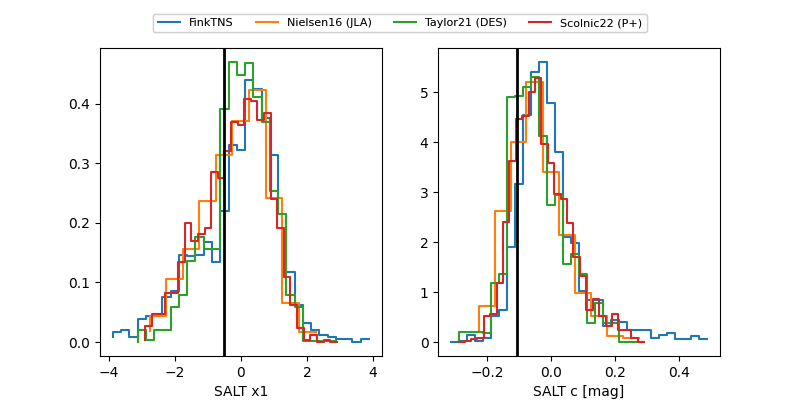 FinkTNS Nielsen16 (JLA) Taylor21 (DES) Scolnic22 (P+)
0.4
0.3
0.2
0.1
0.0
−4 −2 0 2 4
SALT x1
5
4
3
2
1
0
−0.2 0.0 0.2 0.4
SALT c [mag]